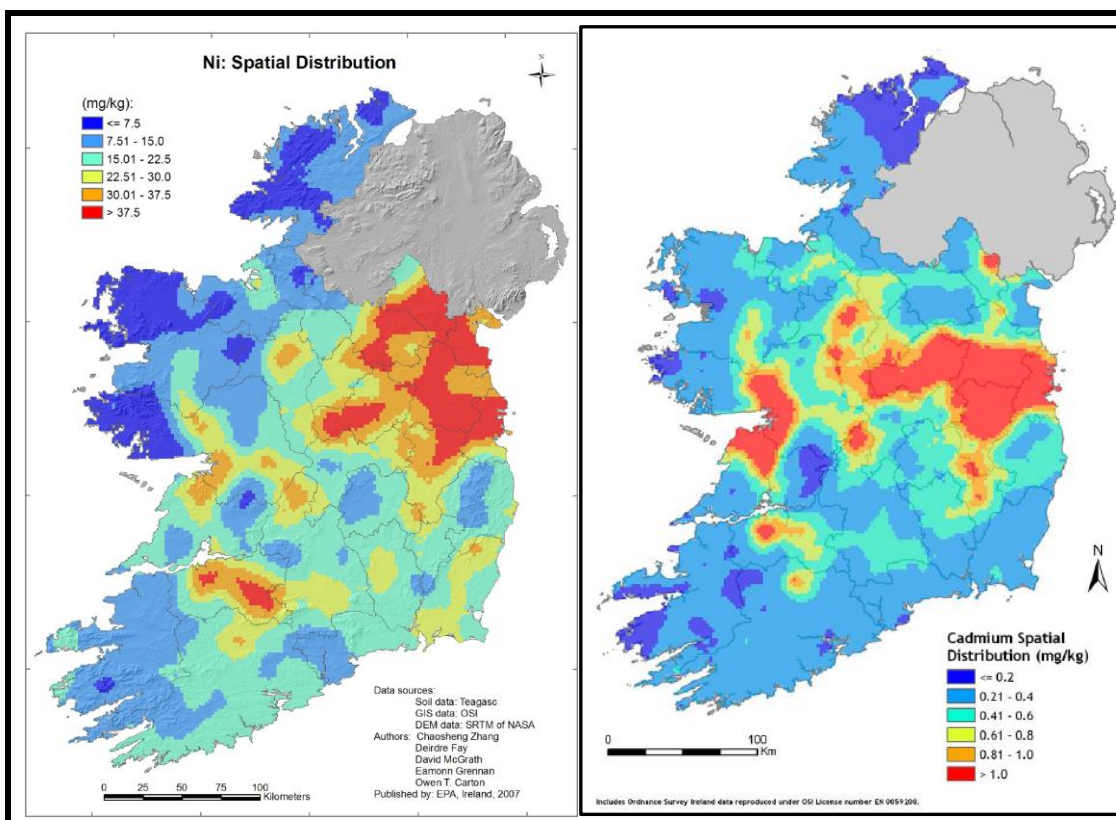 Ni: Spatial Distribution
N
(mg/kg):
<= 7.5
7.51 - 15.0
15.01 - 22.5
22.51 - 30.0
30.01 - 37.5
> 37.5
Data sources:
Soil data: Teagasc
GIS data: OSI
DEM data: SRTM of NASA
Authors: Chaosheng Zhang
Deirdre Fay
David McGrath
Eamonn Grennan
Owen T. Carton
Published by: EPA, Ireland, 2007
0 25 50 75 100
Kilometers
N
Cadmium Spatial
Distribution (mg/kg)
<= 0.2
0.21 - 0.4
0.41 - 0.6
0.61 - 0.8
0.81 - 1.0
> 1.0
0 100
Km
Includes Ordnance Survey Ireland data reproduced under OSI License number EN 0059208.